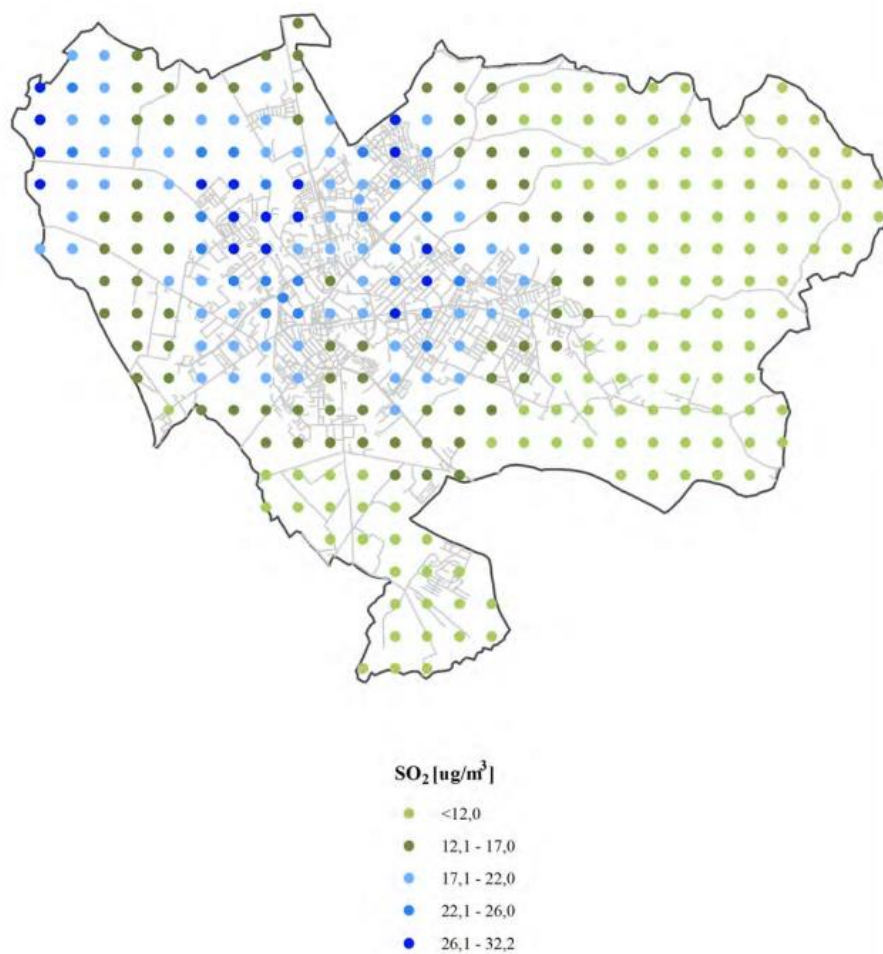 SO₂ [ug/m³]
<12,0
12,1 - 17,0
17,1 - 22,0
22,1 - 26,0
26,1 - 32,2